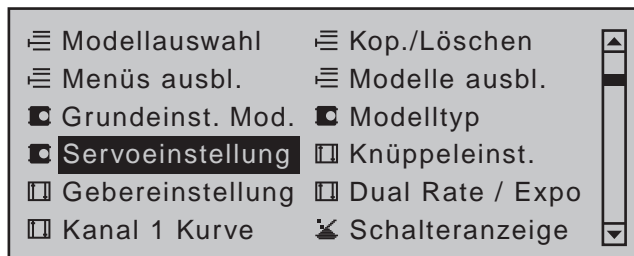 Modellauswahl Kop./Löschen
Menüs ausbl. Modelle ausbl.
Grundeinst. Mod. Modelltyp
Servoeinstellung Knüppeleinst.
Gebereinstellung Dual Rate / Expo
Kanal 1 Kurve Schalteranzeige